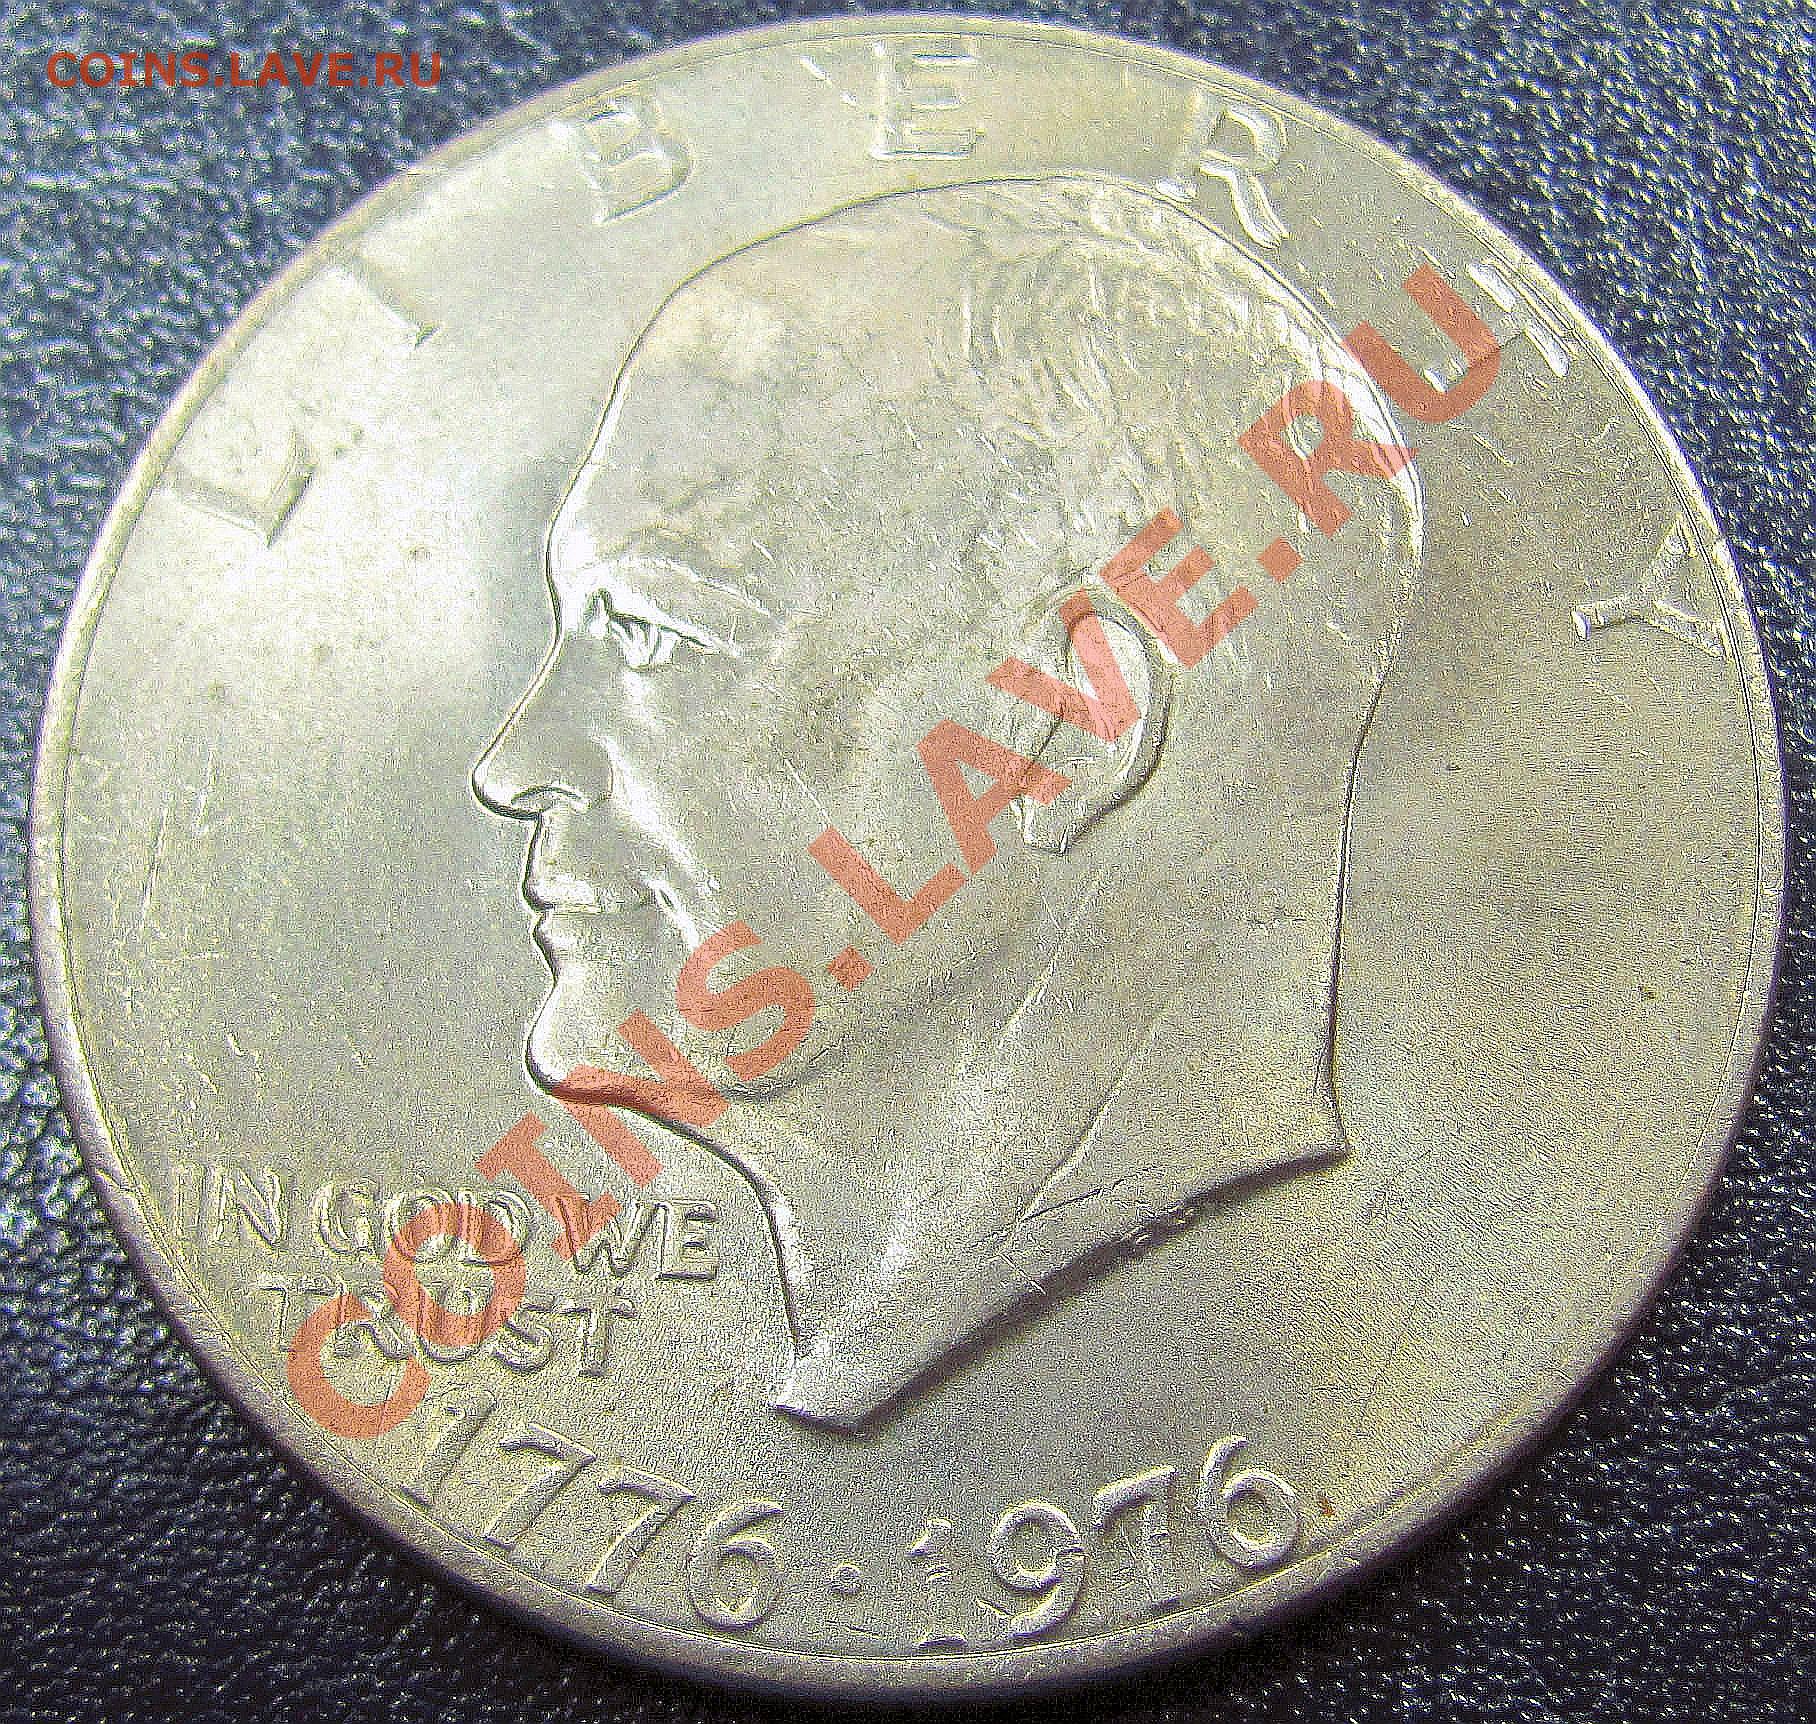 COINS.LAVE.RU
LIBERTY
COINS.LAVE.RU
IN GOD WE
TRUST
1776·1976